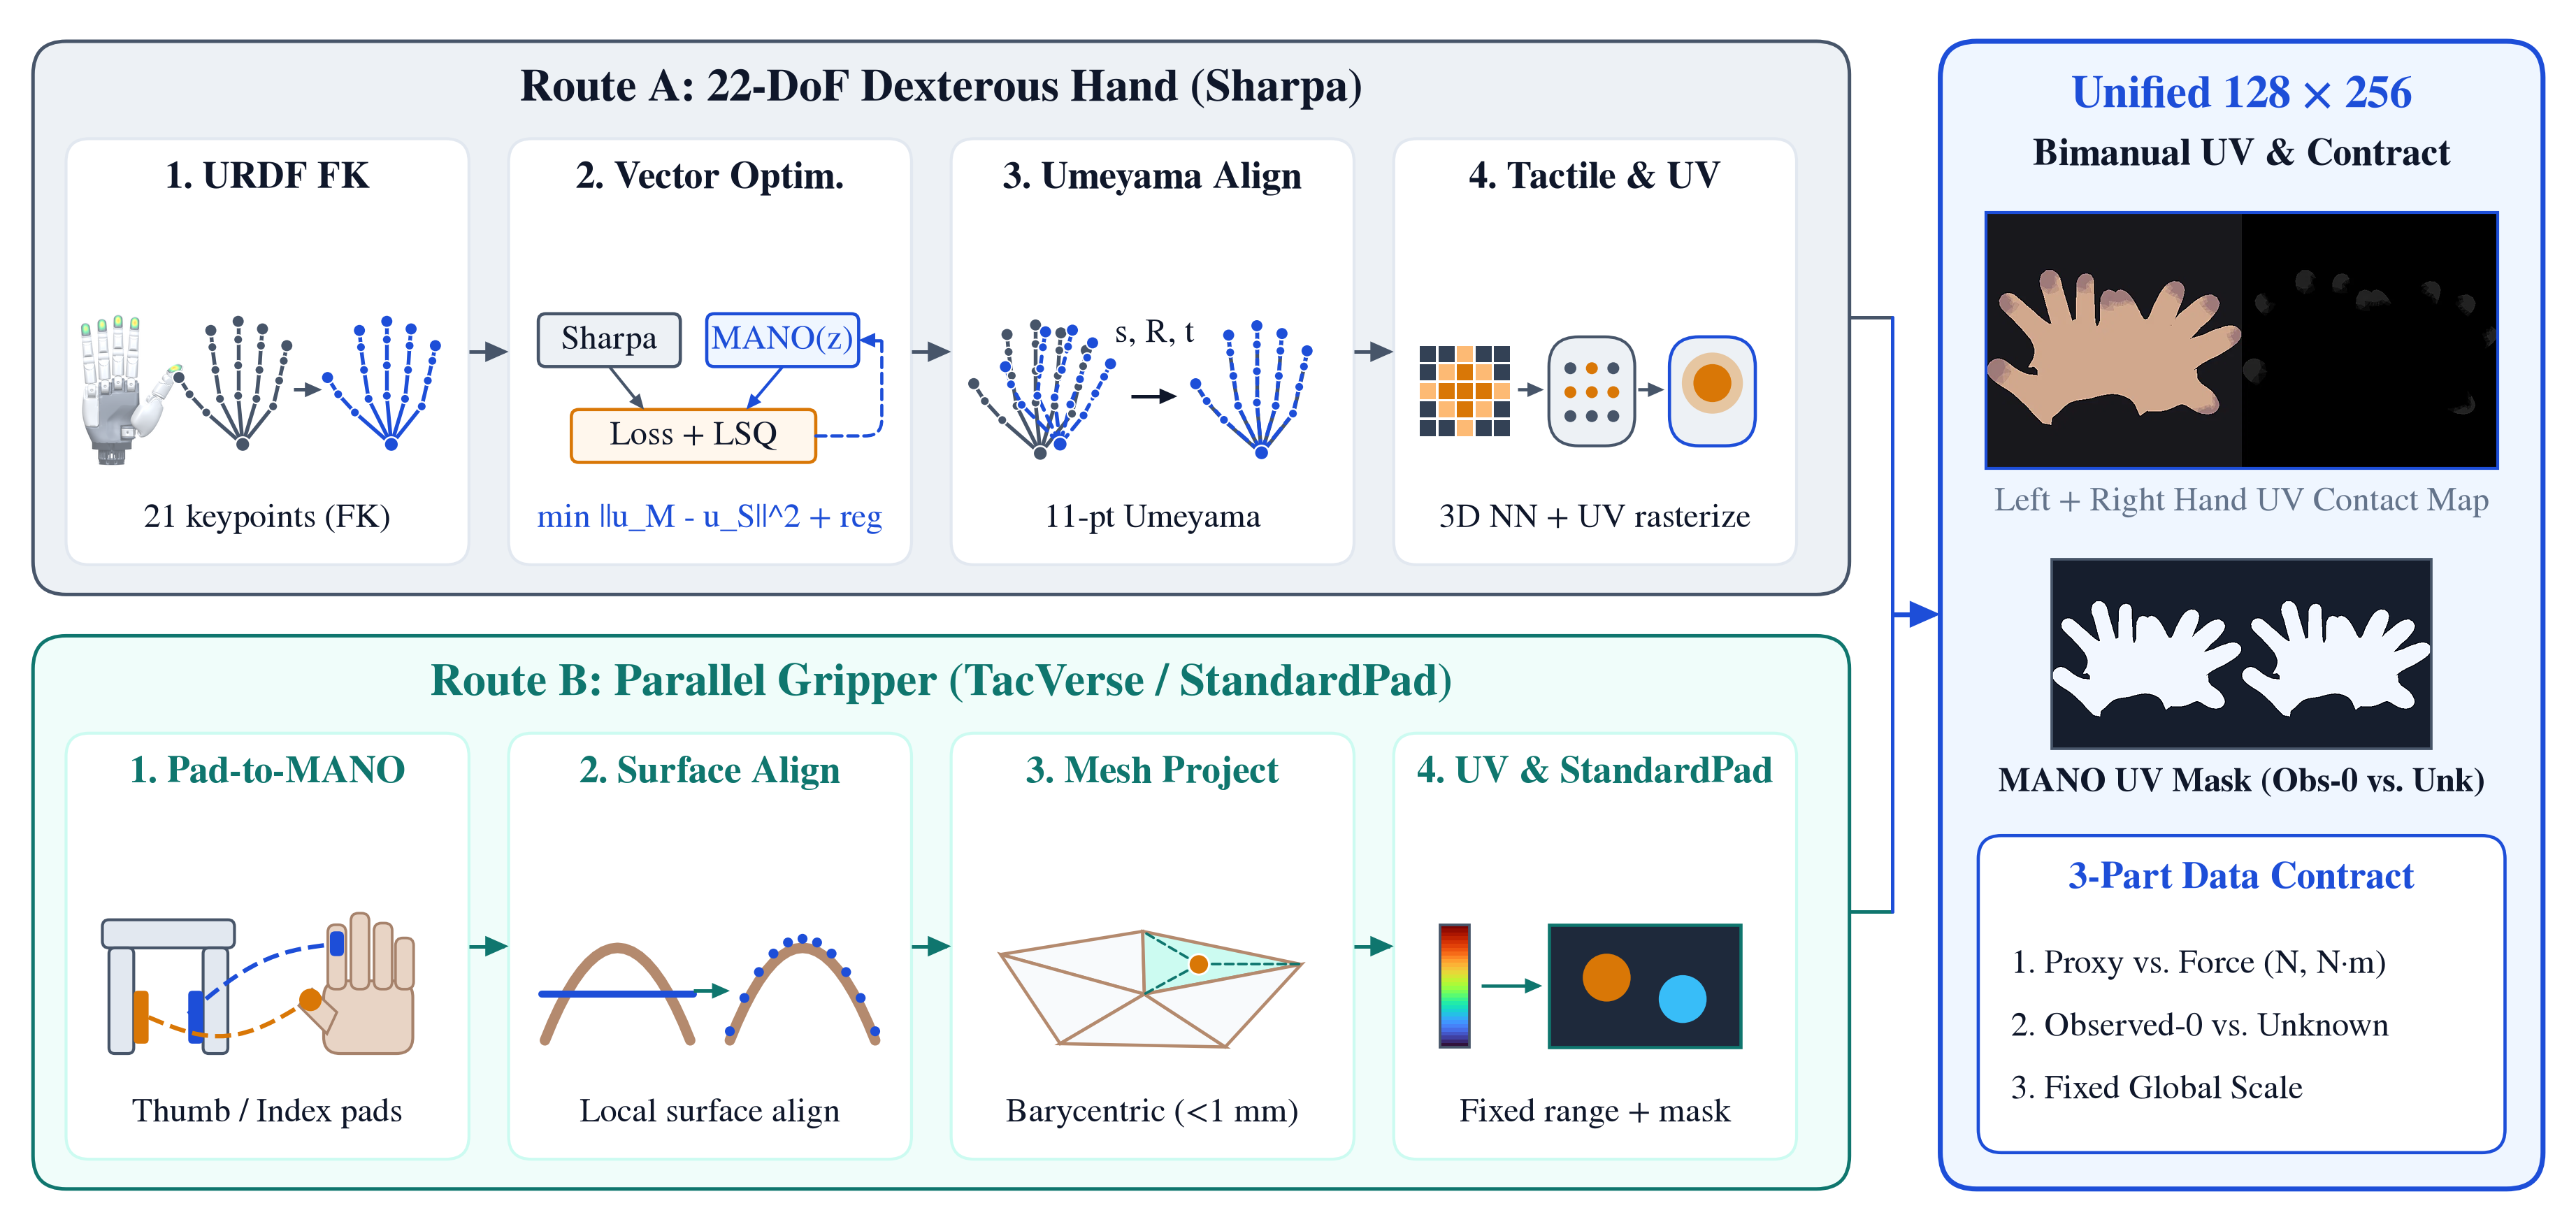 Route A: 22-DoF Dexterous Hand (Sharpa)
1. URDF FK
21 keypoints (FK)
2. Vector Optim.
Sharpa
MANO(z)
Loss + LSQ
min ||u_M - u_S||^2 + reg
3. Umeyama Align
s, R, t
11-pt Umeyama
4. Tactile & UV
3D NN + UV rasterize
Route B: Parallel Gripper (TacVerse / StandardPad)
1. Pad-to-MANO
Thumb / Index pads
2. Surface Align
Local surface align
3. Mesh Project
Barycentric (<1 mm)
4. UV & StandardPad
Fixed range + mask
Unified 128 × 256
Bimanual UV & Contract
Left + Right Hand UV Contact Map
MANO UV Mask (Obs-0 vs. Unk)
3-Part Data Contract
1. Proxy vs. Force (N, N·m)
2. Observed-0 vs. Unknown
3. Fixed Global Scale